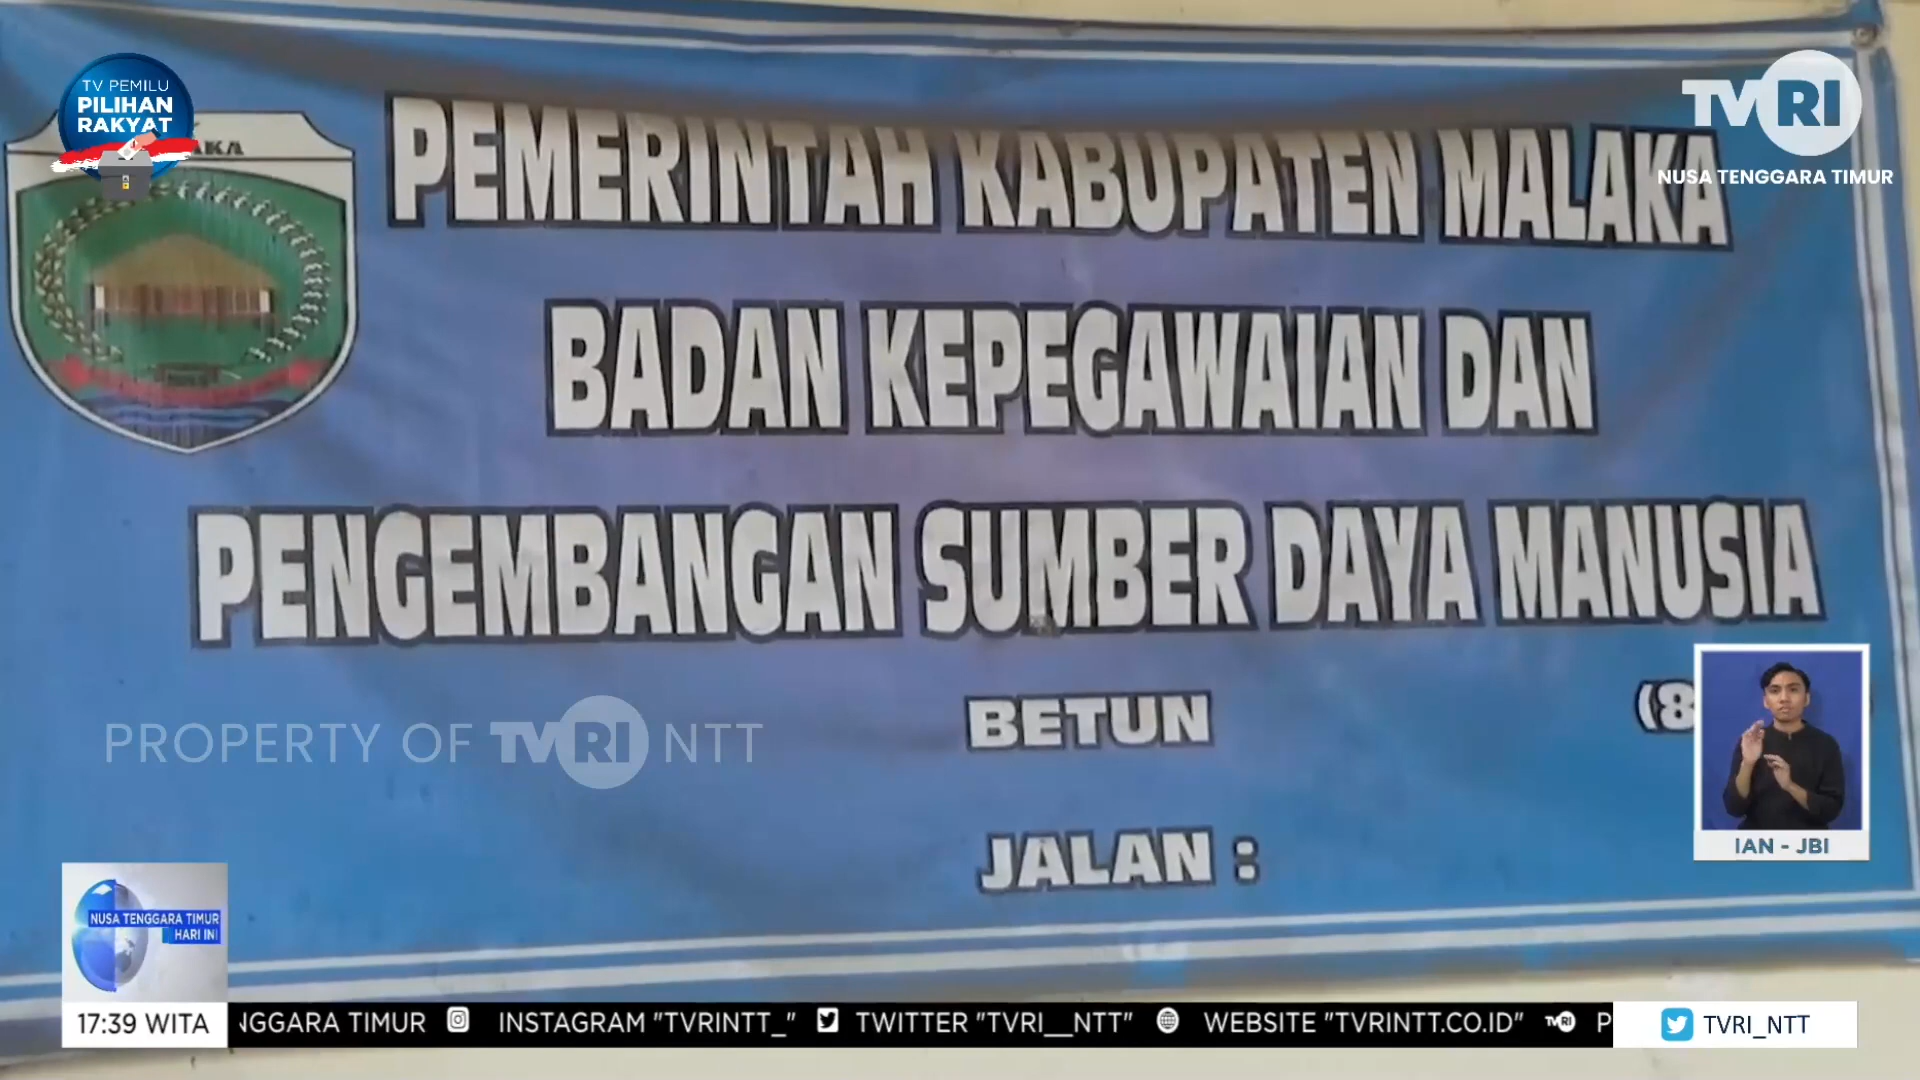 TV PEMILU
PILIHAN
RAKYAT
TVRI
NUSA TENGGARA TIMUR
PEMERINTAH KABUPATEN MALAKA
BADAN KEPEGAWAIAN DAN
PENGEMBANGAN SUMBER DAYA MANUSIA
BETUN
(8
JALAN :
PROPERTY OF TVRI NTT
IAN - JBI
NUSA TENGGARA TIMUR
HARI INI
17:39 WITA
NGGARA TIMUR INSTAGRAM "TVRINTT_" TWITTER "TVRI__NTT" WEBSITE "TVRINTT.CO.ID" TVRI P
TVRI_NTT